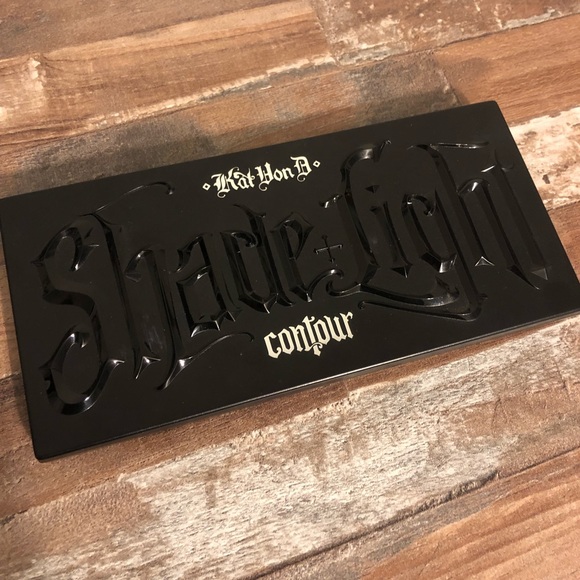 Kat Von D
Shade + Light
contour